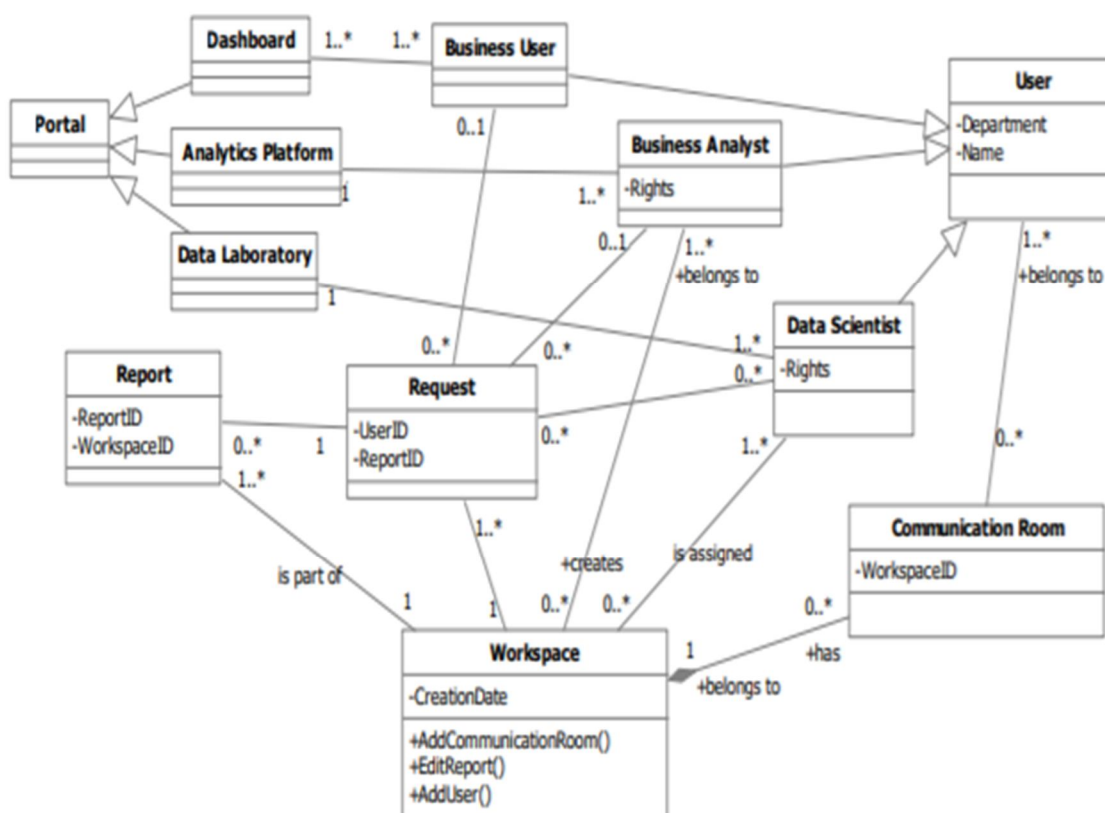 Dashboard
1..*
1..*
Business User
User
-Department
-Name
Portal
0..1
Analytics Platform
1
Business Analyst
-Rights
1..*
0..1
1..*
+belongs to
1..*
+belongs to
Data Laboratory
1
Data Scientist
-Rights
1..*
0..*
0..*
0..*
Report
-ReportID
-WorkspaceID
0..*
1
1..*
Request
-UserID
-ReportID
0..*
1..*
0..*
1..*
Communication Room
-WorkspaceID
is part of
+creates
is assigned
1
1
0..*
0..*
0..*
+has
1
+belongs to
Workspace
-CreationDate
+AddCommunicationRoom()
+EditReport()
+AddUser()